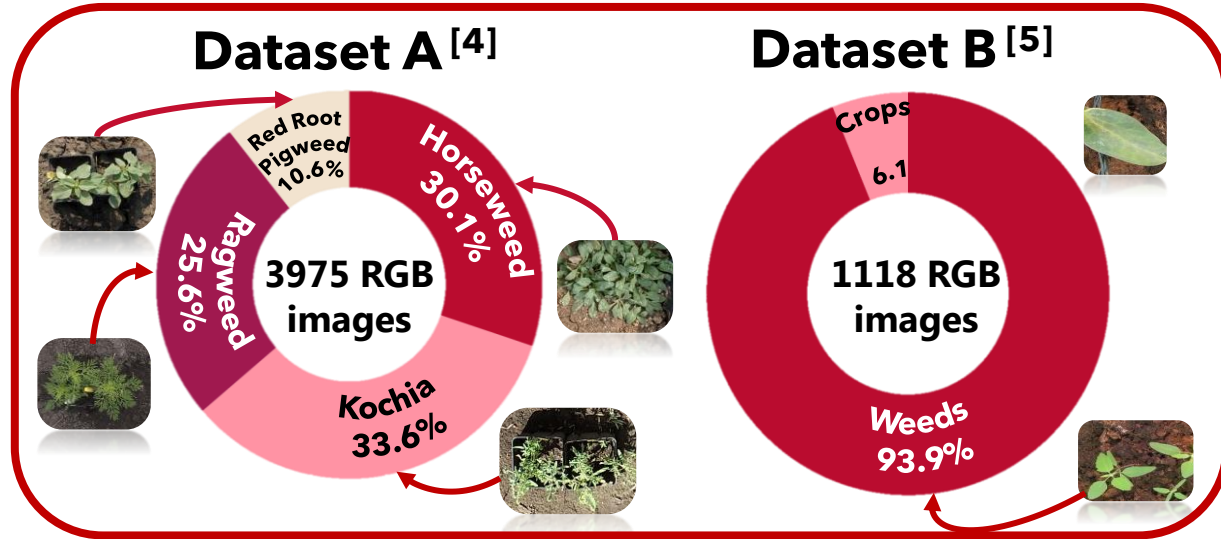 Dataset A [4]
Red Root
Pigweed
10.6%
Horseweed
30.1%
Ragweed
25.6%
3975 RGB
images
Kochia
33.6%
Dataset B [5]
Crops
6.1
1118 RGB
images
Weeds
93.9%